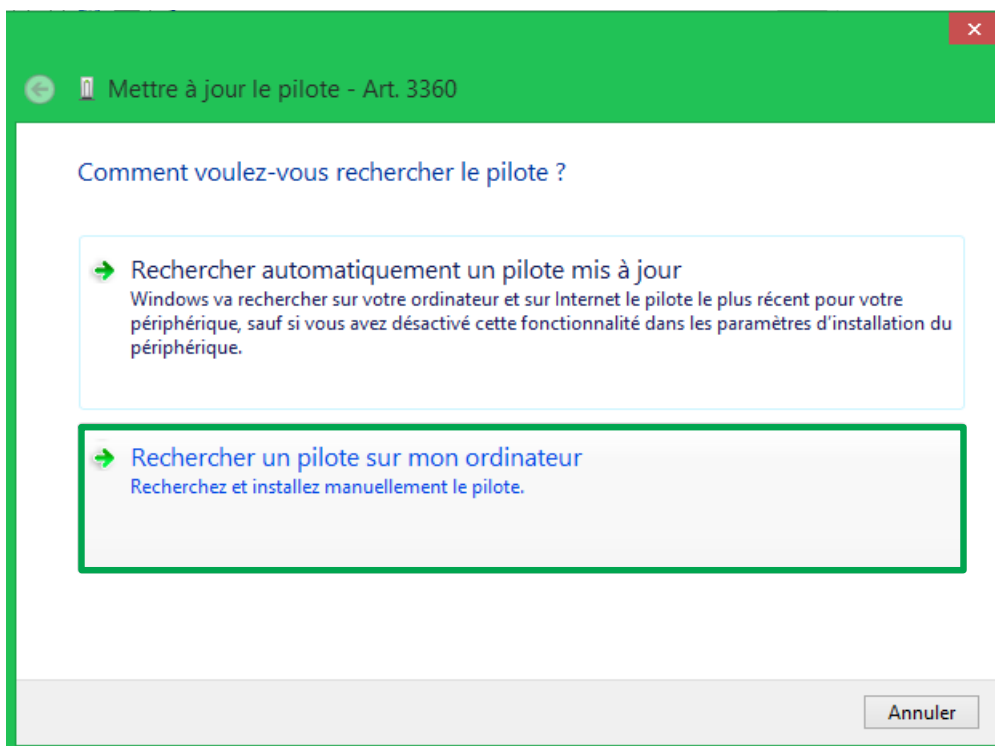 Mettre à jour le pilote - Art. 3360
Comment voulez-vous rechercher le pilote ?
Rechercher automatiquement un pilote mis à jour
Windows va rechercher sur votre ordinateur et sur Internet le pilote le plus récent pour votre
périphérique, sauf si vous avez désactivé cette fonctionnalité dans les paramètres d'installation du
périphérique.
Rechercher un pilote sur mon ordinateur
Recherchez et installez manuellement le pilote.
Annuler